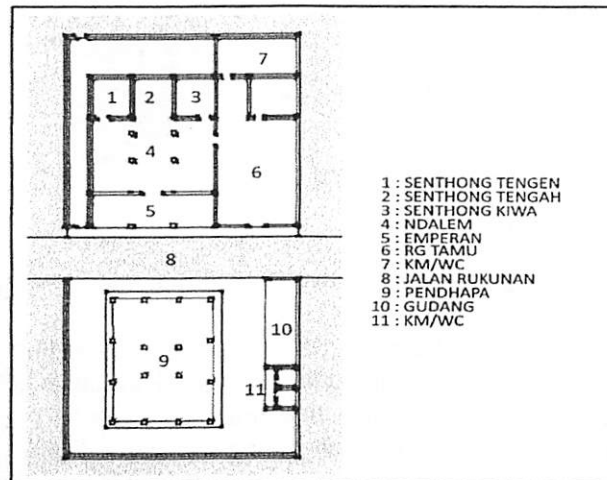 7
1 2 3
4
6
5
8
9
10
11
1 : SENTHONG TENGEN
2 : SENTHONG TENGAH
3 : SENTHONG KIWA
4 : NDALEM
5 : EMPERAN
6 : RG TAMU
7 : KM/WC
8 : JALAN RUKUNAN
9 : PENDHAPA
10 : GUDANG
11 : KM/WC